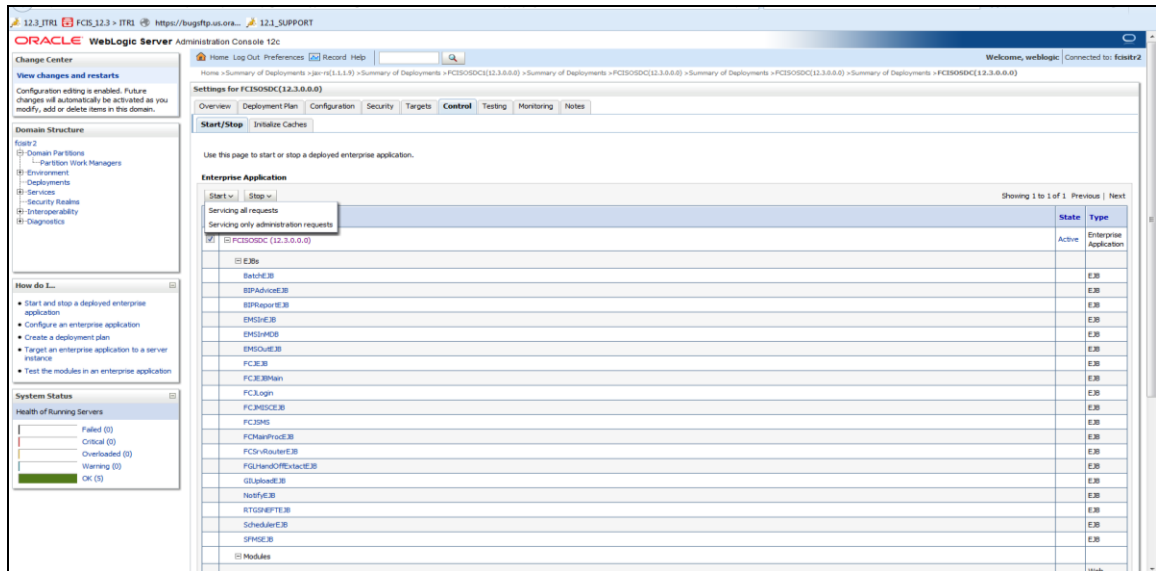 12.3_ITR1 FCIS_12.3 > ITR1 https://bugsftp.us.ora... 12.1_SUPPORT
ORACLE WebLogic Server Administration Console 12c
Change Center
View changes and restarts
Configuration editing is enabled. Future
changes will automatically be activated as you
modify, add or delete items in this domain.
Domain Structure
Domain Partitions
Partition Work Managers
Environment
Deployments
Services
Security Realms
Interoperability
Diagnostics
How do I...
Start and stop a deployed enterprise
application
Configure an enterprise application
Create a deployment plan
Target an enterprise application to a server
instance
Test the modules in an enterprise application
System Status
Health of Running Servers
Failed (0)
Critical (0)
Overloaded (0)
Warning (0)
OK (5)
Home Log Out Preferences Record Help
Welcome, weblogic Connected to: fcisitr2
Home >Summary of Deployments >jax-rs(1.1.1.9) >Summary of Deployments >FCISOSDC1(12.3.0.0.0) >Summary of Deployments >FCISOSDC(12.3.0.0.0) >Summary of Deployments >FCISOSDC(12.3.0.0.0) >Summary of Deployments >FCISOSDC(12.3.0.0.0)
Settings for FCISOSDC(12.3.0.0.0)
Overview Deployment Plan Configuration Security Targets Control Testing Monitoring Notes
Start/Stop Initialize Caches
Use this page to start or stop a deployed enterprise application.
Enterprise Application
Start Stop
Showing 1 to 1 of 1 Previous | Next
Servicing all requests
Servicing only administration requests
State Type
FCISOSDC (12.3.0.0.0) Active Enterprise
Application
EJBs
BatchEJB EJB
BIPAdviceEJB EJB
BIPReportEJB EJB
EMSInEJB EJB
EMSInMDB EJB
EMSOutEJB EJB
FCJEJB EJB
FCJEJBMain EJB
FCJLogin EJB
FCJMISCEJB EJB
FCJSMS EJB
FCMainProcEJB EJB
FCSrvRouterEJB EJB
FGLHandOffExtactEJB EJB
GIUploadEJB EJB
NotifyEJB EJB
RTGSNEFTEJB EJB
SchedulerEJB EJB
SFMSEJB EJB
Modules